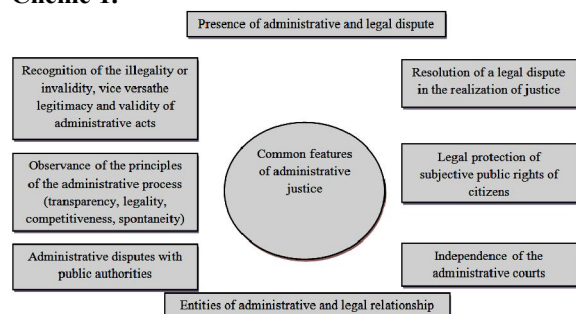 Cheme 1.
Presence of administrative and legal dispute
Recognition of the illegality or
invalidity, vice versathe
legitimacy and validity of
administrative acts
Resolution of a legal dispute
in the realization of justice
Common features
of administrative
justice
Observance of the principles
of the administrative process
(transparency, legality,
competitiveness, spontaneity)
Legal protection of
subjective public rights of
citizens
Administrative disputes with
public authorities
Independence of the
administrative courts
Entities of administrative and legal relationship